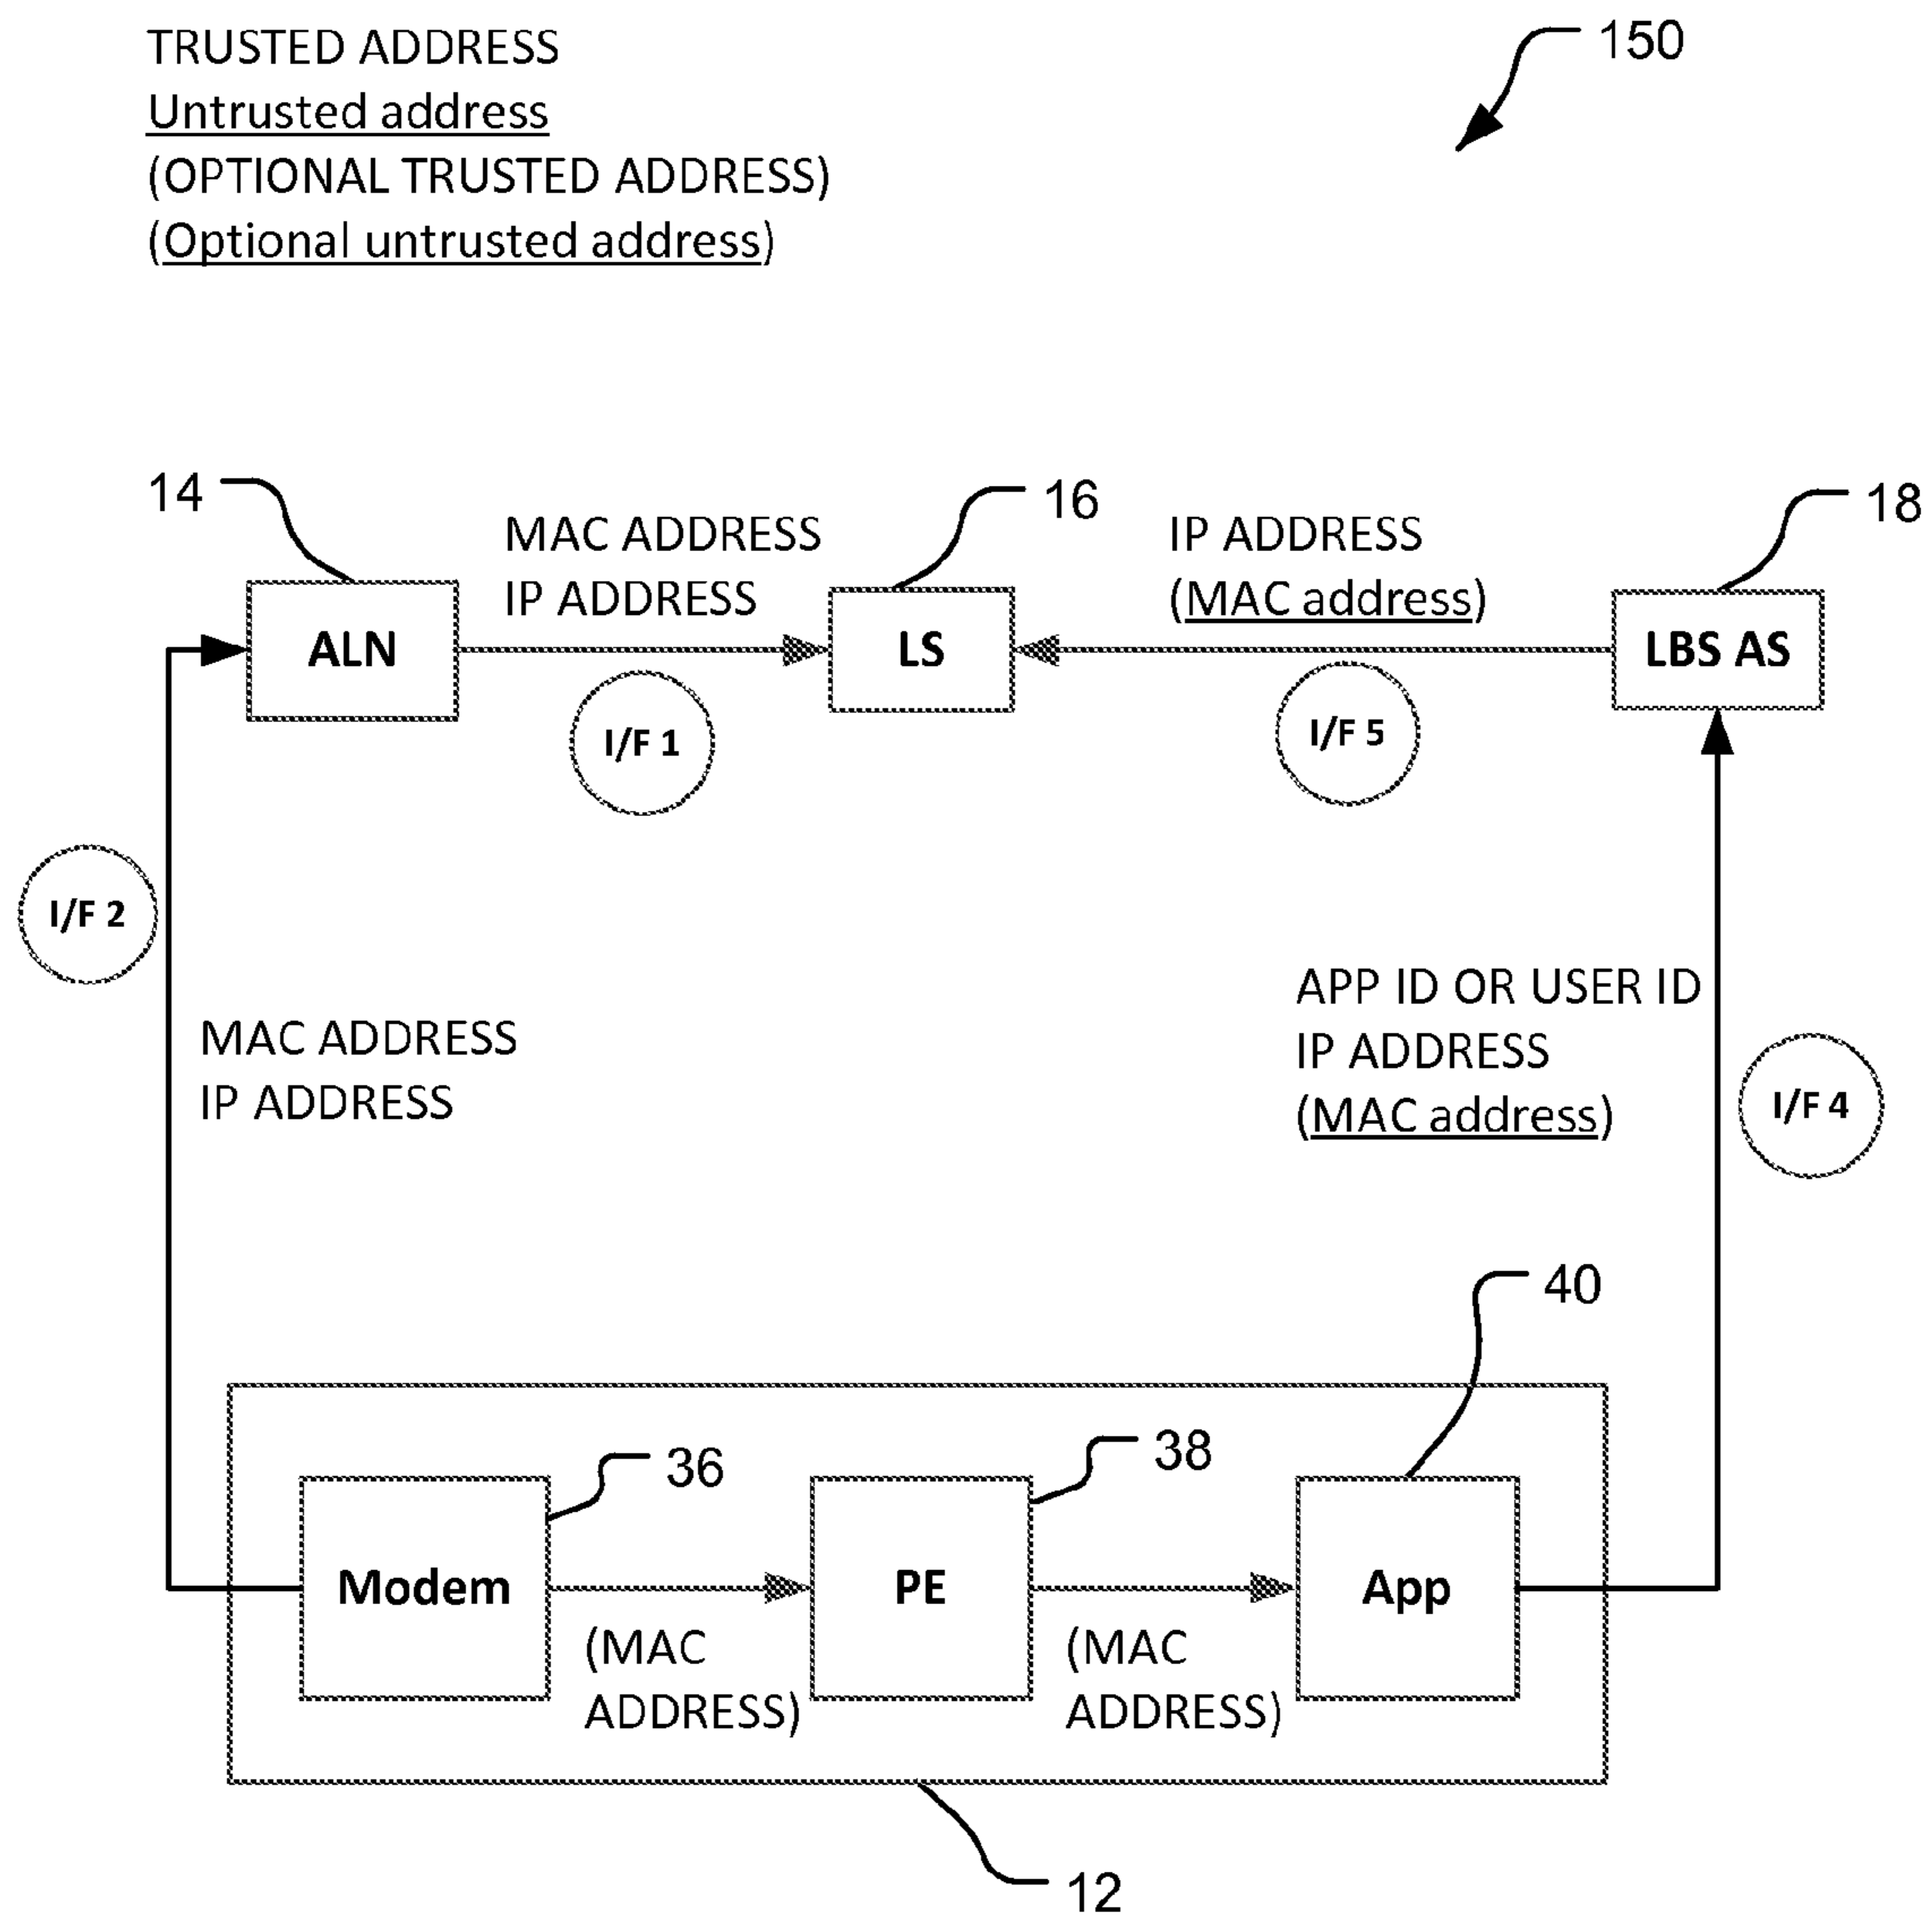 TRUSTED ADDRESS
Untrusted address
(OPTIONAL TRUSTED ADDRESS)
(Optional untrusted address)
150
14
16
18
MAC ADDRESS
IP ADDRESS
IP ADDRESS
(MAC address)
ALN
LS
LBS AS
I/F 1
I/F 5
I/F 2
MAC ADDRESS
IP ADDRESS
APP ID OR USER ID
IP ADDRESS
(MAC address)
I/F 4
40
36
38
Modem
PE
App
(MAC
ADDRESS)
(MAC
ADDRESS)
12